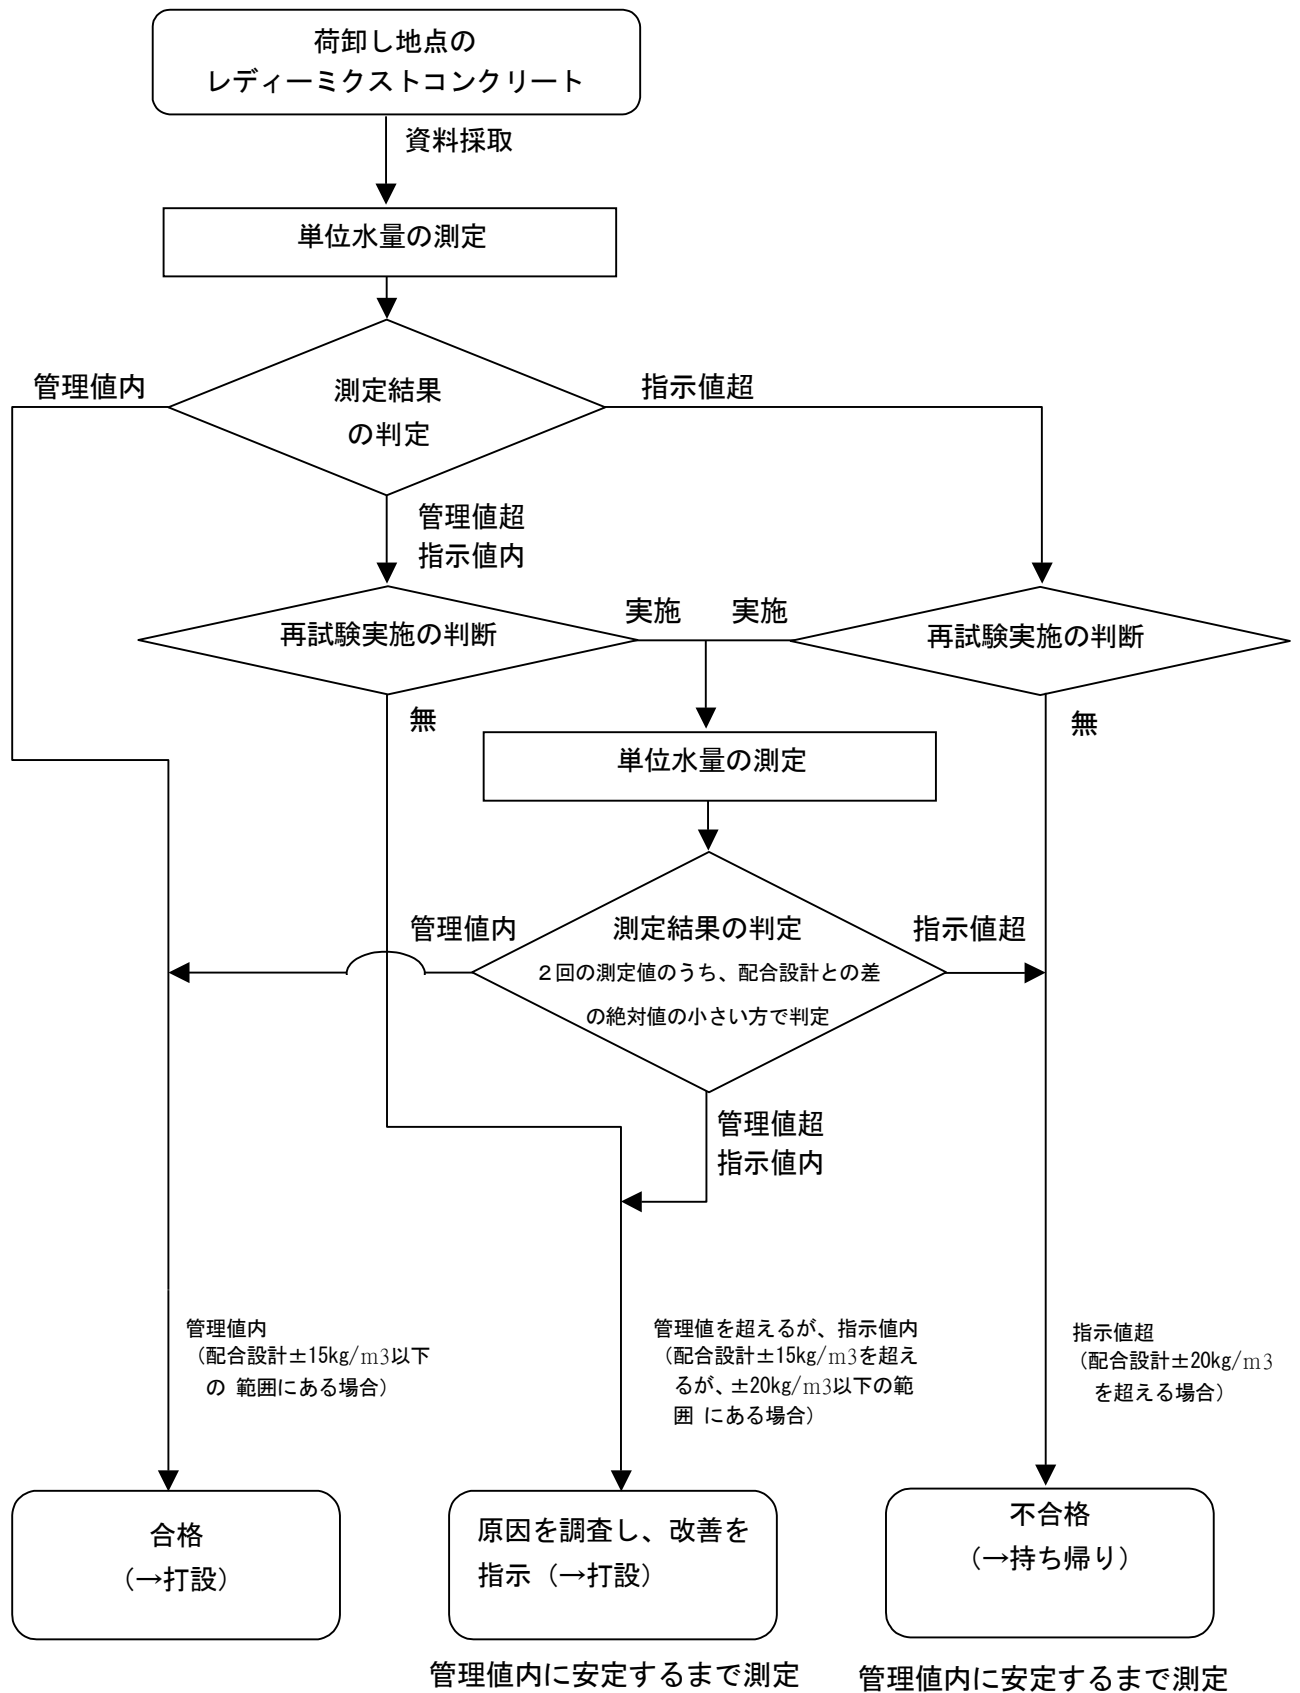 荷卸し地点の
レディーミクストコンクリート
資料採取
単位水量の測定
管理値内
測定結果
の判定
指示値超
管理値超
指示値内
再試験実施の判断
実施
実施
再試験実施の判断
無
無
単位水量の測定
管理値内
測定結果の判定
２回の測定値のうち、配合設計との差
の絶対値の小さい方で判定
指示値超
管理値超
指示値内
管理値内
（配合設計±15kg/m3以下
の 範囲にある場合）
管理値を超えるが、指示値内
（配合設計±15kg/m3を超え
るが、±20kg/m3以下の範
囲 にある場合）
指示値超
（配合設計±20kg/m3
を超える場合）
合格
（→打設）
原因を調査し、改善を
指示（→打設）
不合格
（→持ち帰り）
管理値内に安定するまで測定
管理値内に安定するまで測定